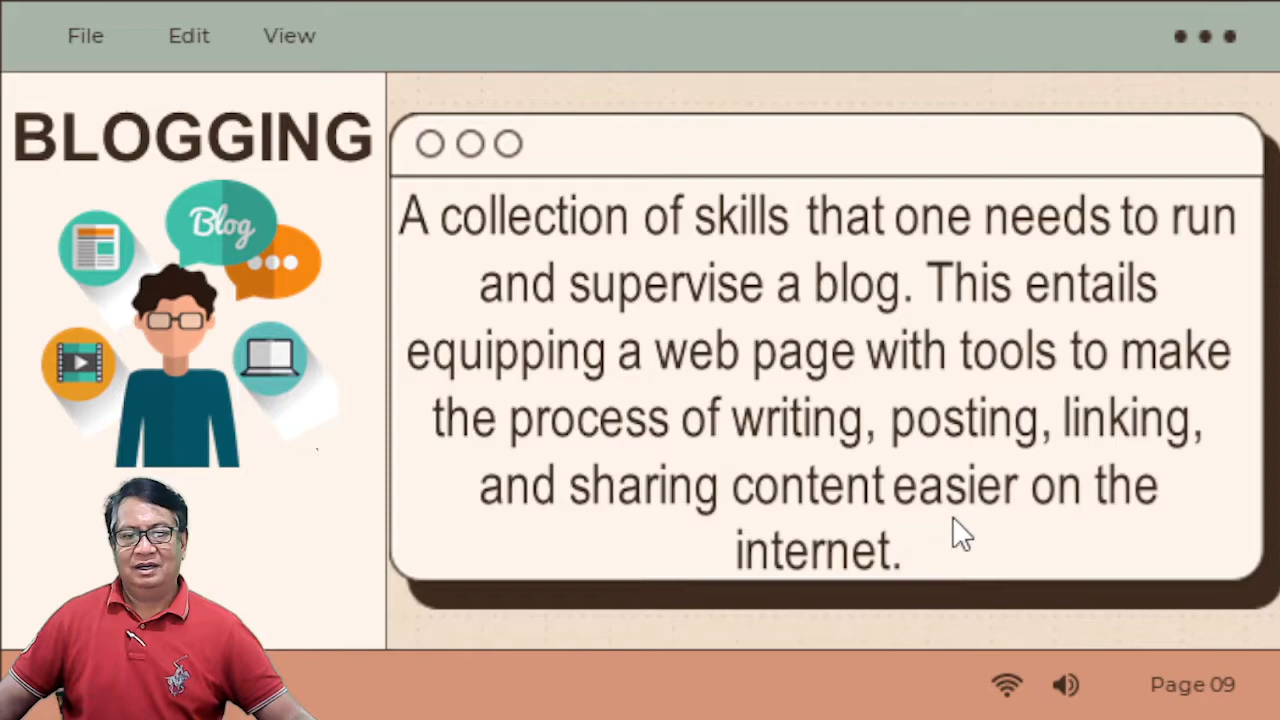 File Edit View
BLOGGING
Blog
A collection of skills that one needs to run
and supervise a blog. This entails
equipping a web page with tools to make
the process of writing, posting, linking,
and sharing content easier on the
internet.
Page 09